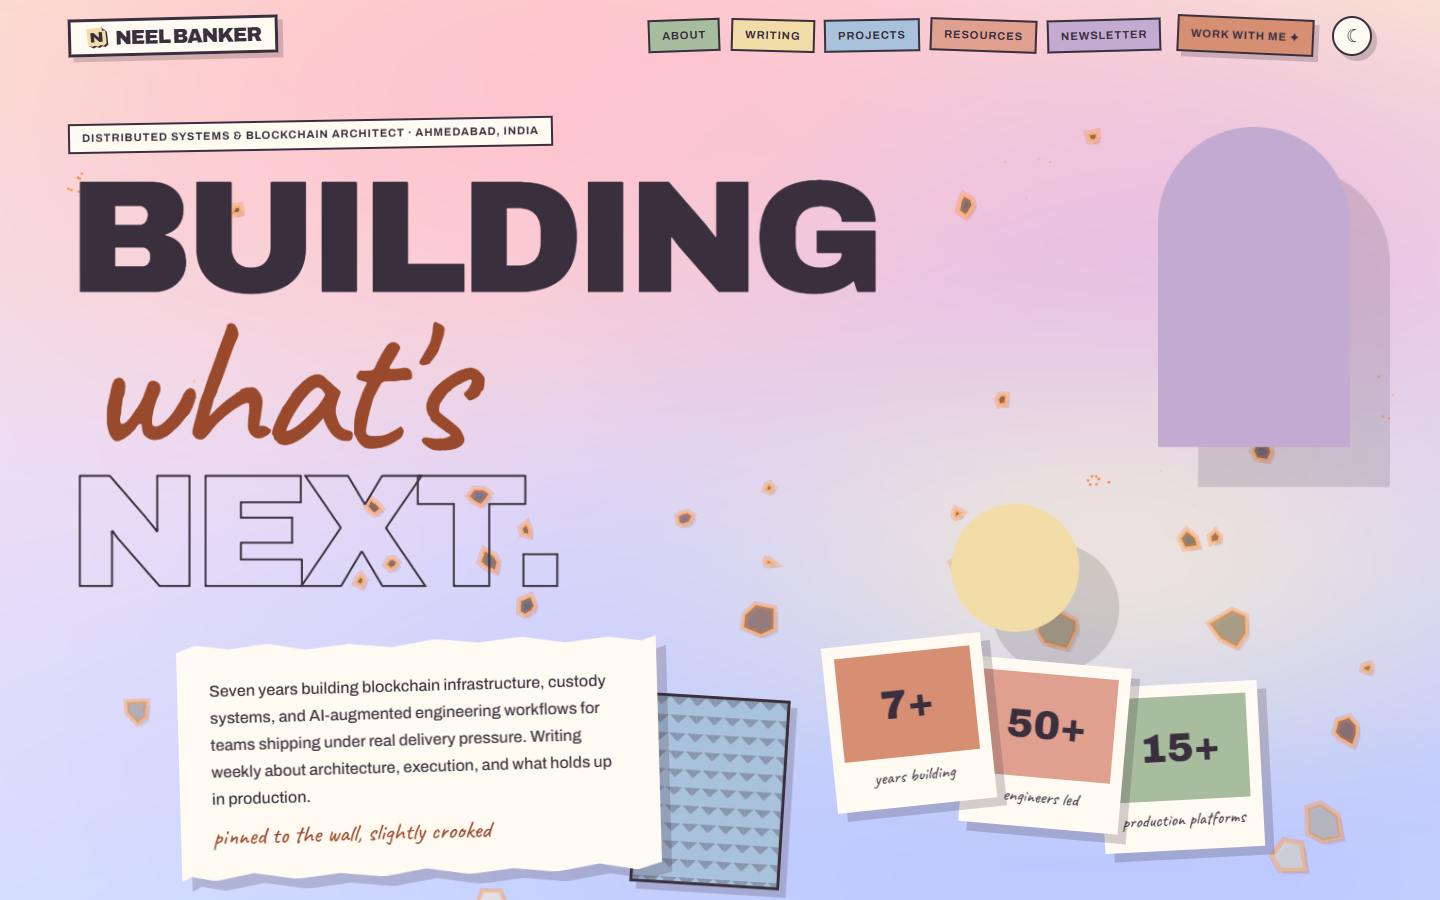 N NEEL BANKER
ABOUT
WRITING
PROJECTS
RESOURCES
NEWSLETTER
WORK WITH ME ✦
DISTRIBUTED SYSTEMS & BLOCKCHAIN ARCHITECT · AHMEDABAD, INDIA
BUILDING
what's
NEXT.
Seven years building blockchain infrastructure, custody
systems, and AI-augmented engineering workflows for
teams shipping under real delivery pressure. Writing
weekly about architecture, execution, and what holds up
in production.
pinned to the wall, slightly crooked
7+
years building
50+
engineers led
15+
production platforms